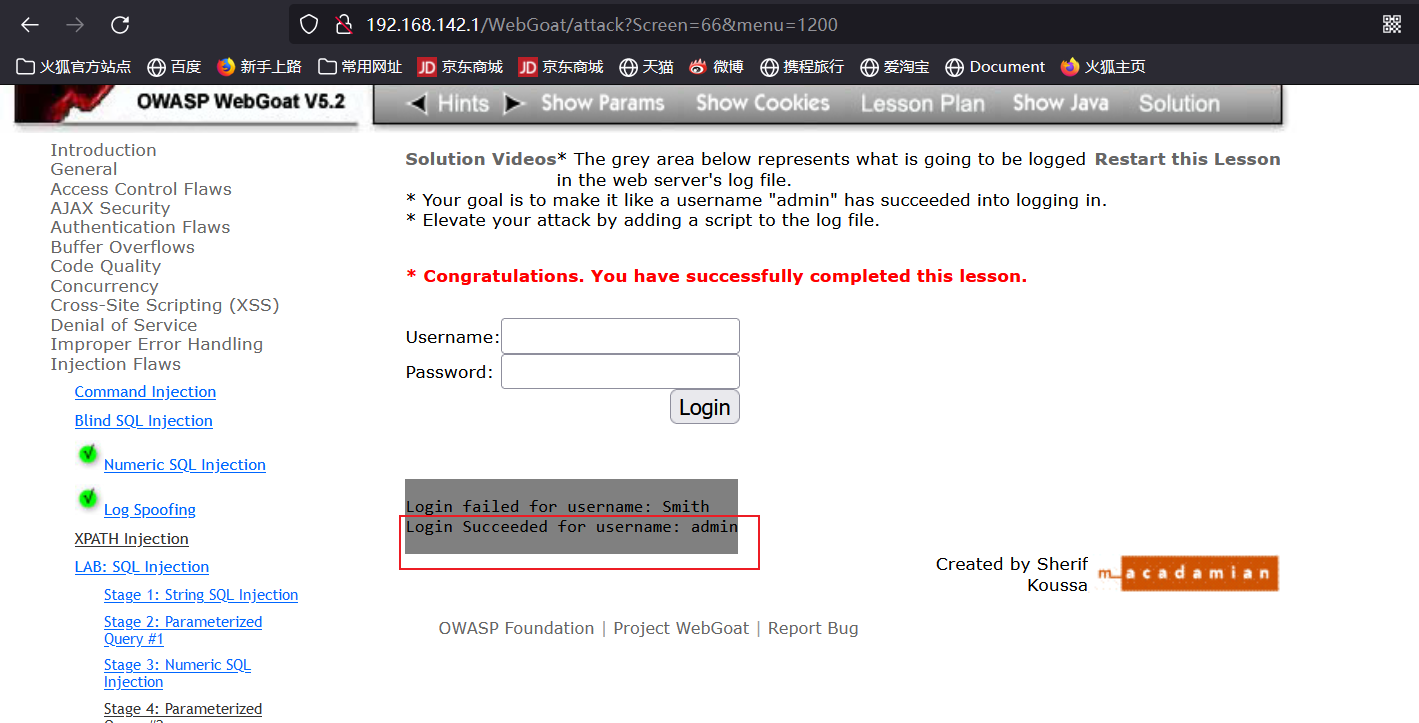 192.168.142.1/WebGoat/attack?Screen=66&menu=1200
火狐官方站点 百度 新手上路 常用网址 JD 京东商城 JD 京东商城 天猫 微博 携程旅行 爱淘宝 Document 火狐主页
OWASP WebGoat V5.2
Hints Show Params Show Cookies Lesson Plan Show Java Solution
Introduction
General
Access Control Flaws
AJAX Security
Authentication Flaws
Buffer Overflows
Code Quality
Concurrency
Cross-Site Scripting (XSS)
Denial of Service
Improper Error Handling
Injection Flaws
Command Injection
Blind SQL Injection
Numeric SQL Injection
Log Spoofing
XPATH Injection
LAB: SQL Injection
Stage 1: String SQL Injection
Stage 2: Parameterized
Query #1
Stage 3: Numeric SQL
Injection
Stage 4: Parameterized
Query #2
Solution Videos* The grey area below represents what is going to be logged Restart this Lesson
in the web server's log file.
* Your goal is to make it like a username "admin" has succeeded into logging in.
* Elevate your attack by adding a script to the log file.
* Congratulations. You have successfully completed this lesson.
Username:
Password:
Login
Login failed for username: Smith
Login Succeeded for username: admin
Created by Sherif
Koussa
m_acadamian
OWASP Foundation | Project WebGoat | Report Bug